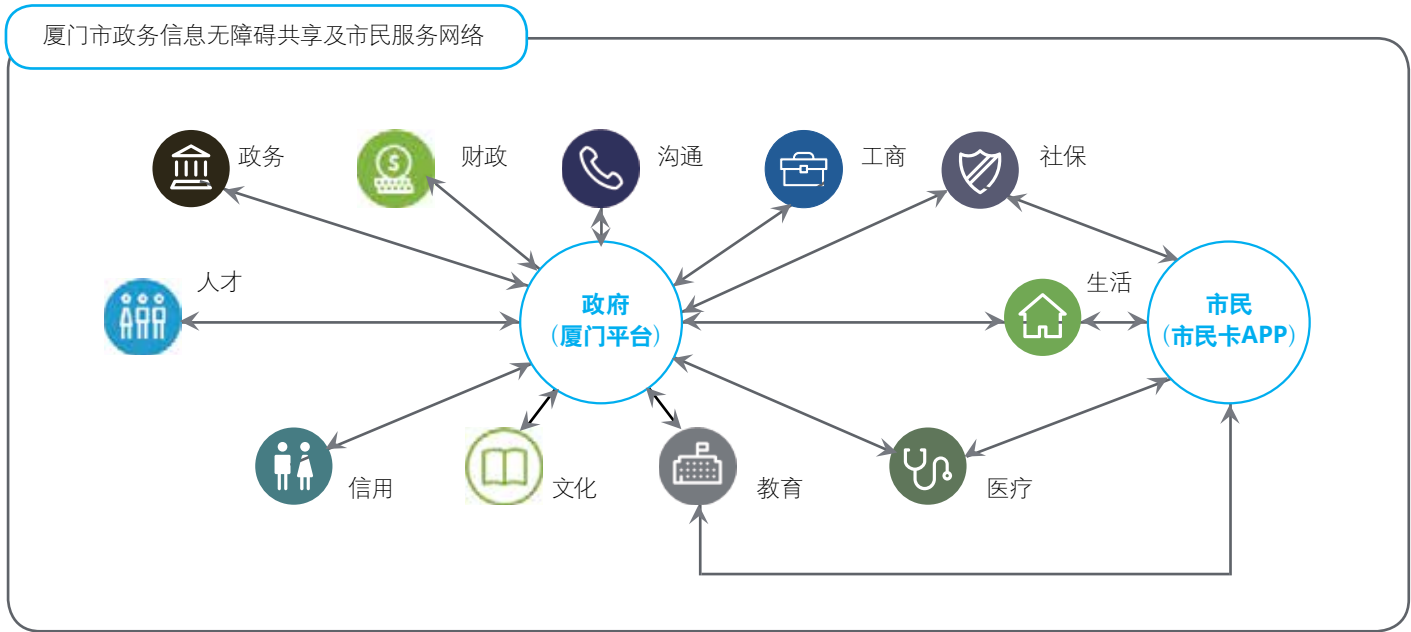 厦门市政务信息无障碍共享及市民服务网络
政务
财政
沟通
工商
社保
人才
生活
政府
（厦门平台）
市民
（市民卡APP）
信用
文化
教育
医疗